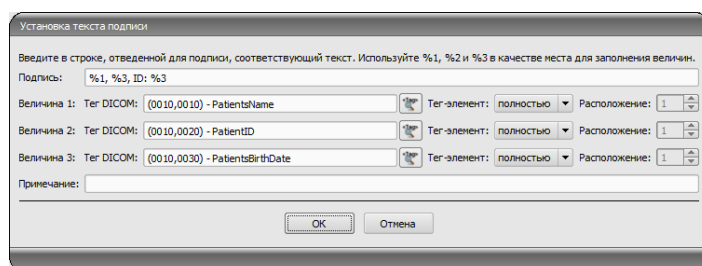 Установка текста подписи
Введите в строке, отведенной для подписи, соответствующий текст. Используйте %1, %2 и %3 в качестве места для заполнения величин.
Подпись: %1, %3, ID: %3
Величина 1: Тег DICOM: (0010,0010) - PatientsName Тег-элемент: полностью Расположение: 1
Величина 2: Тег DICOM: (0010,0020) - PatientID Тег-элемент: полностью Расположение: 1
Величина 3: Тег DICOM: (0010,0030) - PatientsBirthDate Тег-элемент: полностью Расположение: 1
Примечание:
OK Отмена